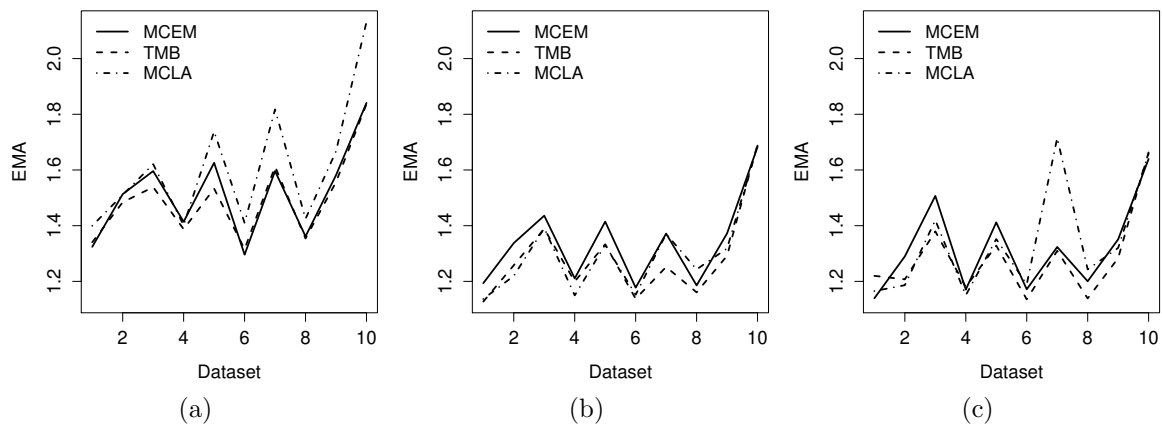 MCEM
TMB
MCLA
EMA
1.2 1.4 1.6 1.8 2.0
2 4 6 8 10
Dataset
(a)
MCEM
TMB
MCLA
EMA
1.2 1.4 1.6 1.8 2.0
2 4 6 8 10
Dataset
(b)
MCEM
TMB
MCLA
EMA
1.2 1.4 1.6 1.8 2.0
2 4 6 8 10
Dataset
(c)